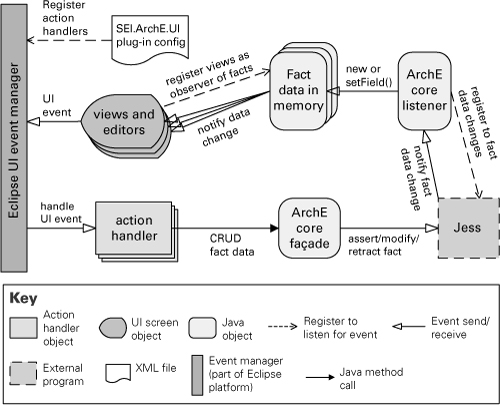 Register
action
handlers
SEI.ArchE.UI
plug-in config
register views as
observer of facts
Fact
data in
memory
new or
setField()
ArchE
core
listener
register to fact
data changes
Eclipse UI event manager
UI
event
views and
editors
notify data
change
notify fact
data change
handle
UI event
action
handler
CRUD
fact data
ArchE
core
façade
assert/modify/
retract fact
Jess
Key
Action
handler
object
UI screen
object
Java
object
Register to
listen for event
Event send/
receive
External
program
XML file
Event manager
(part of Eclipse
platform)
Java method
call